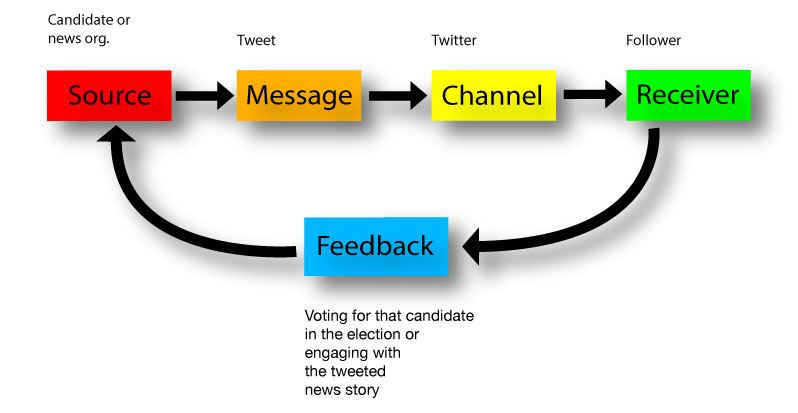 Candidate or
news org.
Tweet
Twitter
Follower
Source
Message
Channel
Receiver
Feedback
Voting for that candidate
in the election or
engaging with
the tweeted
news story